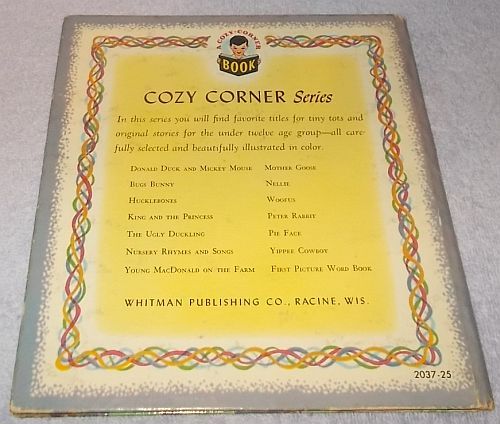 A COZY-CORNER
BOOK
COZY CORNER Series
In this series you will find favorite titles for tiny tots and
original stories for the under twelve age group—all care-
fully selected and beautifully illustrated in color.
Donald Duck and Mickey Mouse
Bugs Bunny
Hucklebones
King and the Princess
The Ugly Duckling
Nursery Rhymes and Songs
Young MacDonald on the Farm
Mother Goose
Nellie
Woofus
Peter Rabbit
Pie Face
Yippee Cowboy
First Picture Word Book
WHITMAN PUBLISHING CO., RACINE, WIS.
2037-25